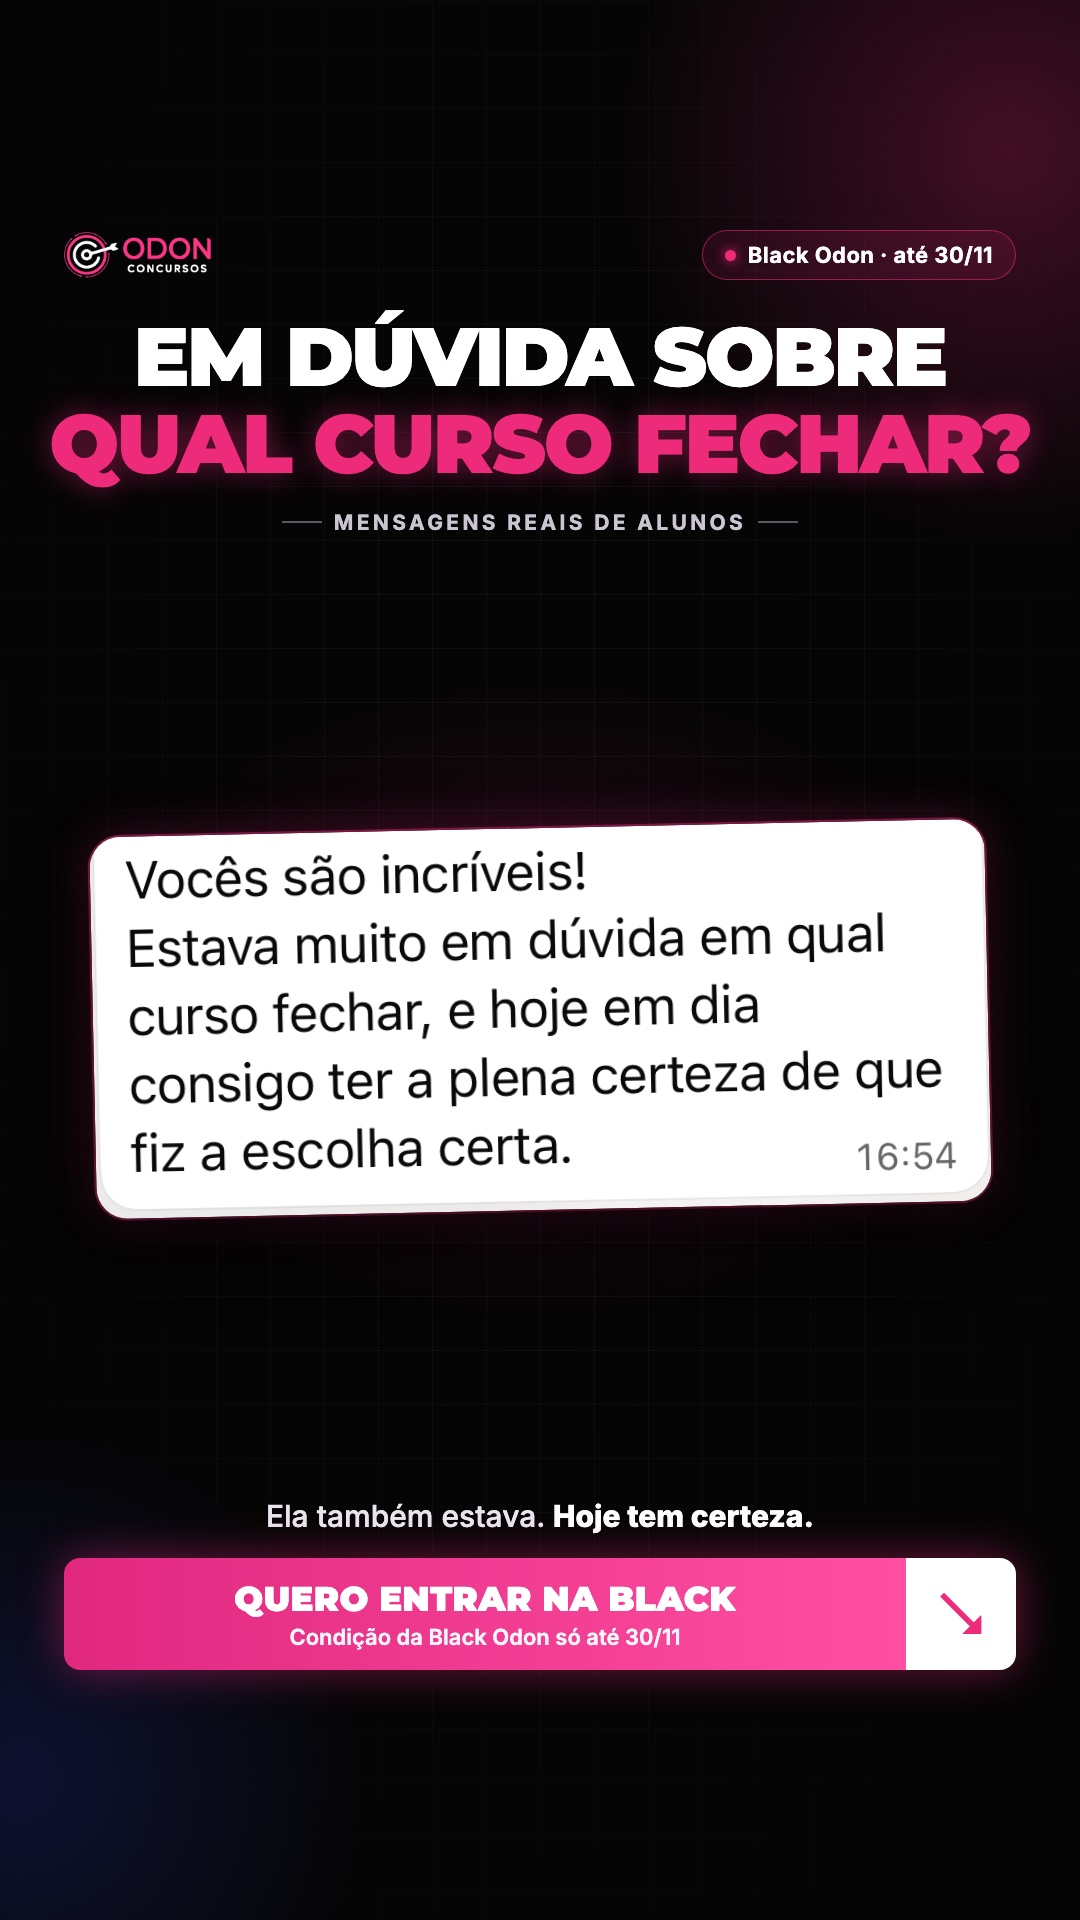 ODON
CONCURSOS
Black Odon · até 30/11
EM DÚVIDA SOBRE
QUAL CURSO FECHAR?
MENSAGENS REAIS DE ALUNOS
Vocês são incríveis!
Estava muito em dúvida em qual
curso fechar, e hoje em dia
consigo ter a plena certeza de que
fiz a escolha certa.
16:54
Ela também estava. Hoje tem certeza.
QUERO ENTRAR NA BLACK
Condição da Black Odon só até 30/11